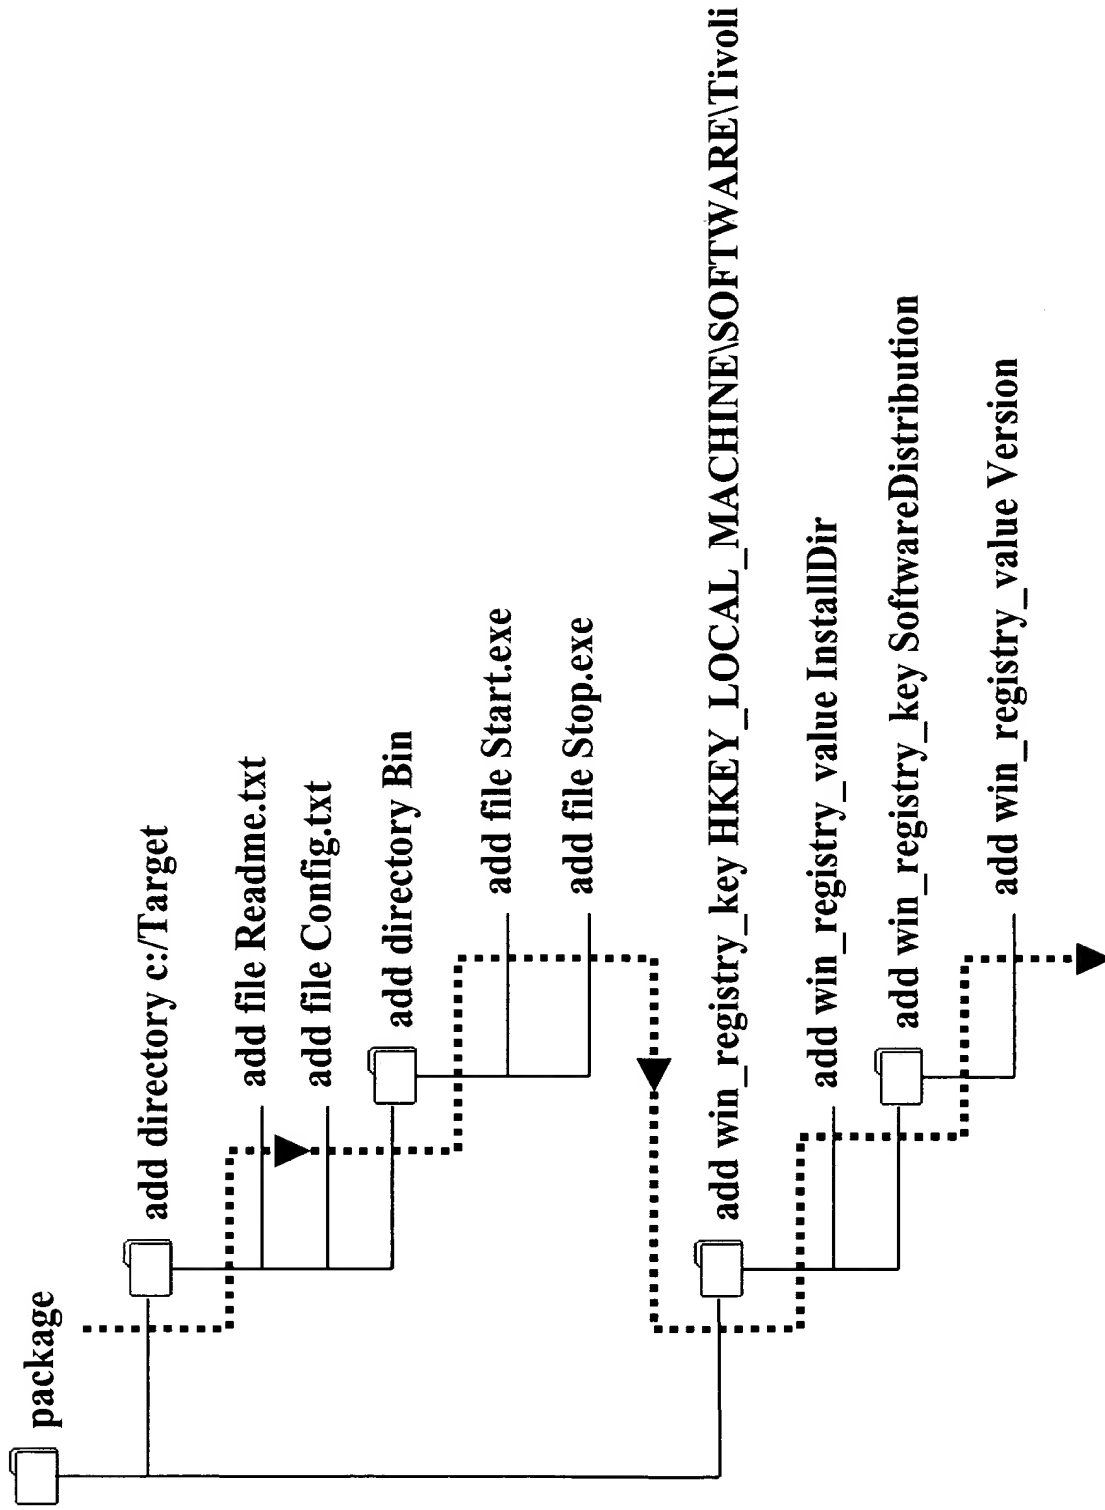 package
add directory c:/Target
add file Readme.txt
add file Config.txt
add directory Bin
add file Start.exe
add file Stop.exe
add win_registry_key HKEY_LOCAL_MACHINE\SOFTWARE\Tivoli
add win_registry_value InstallDir
add win_registry_key SoftwareDistribution
add win_registry_value Version